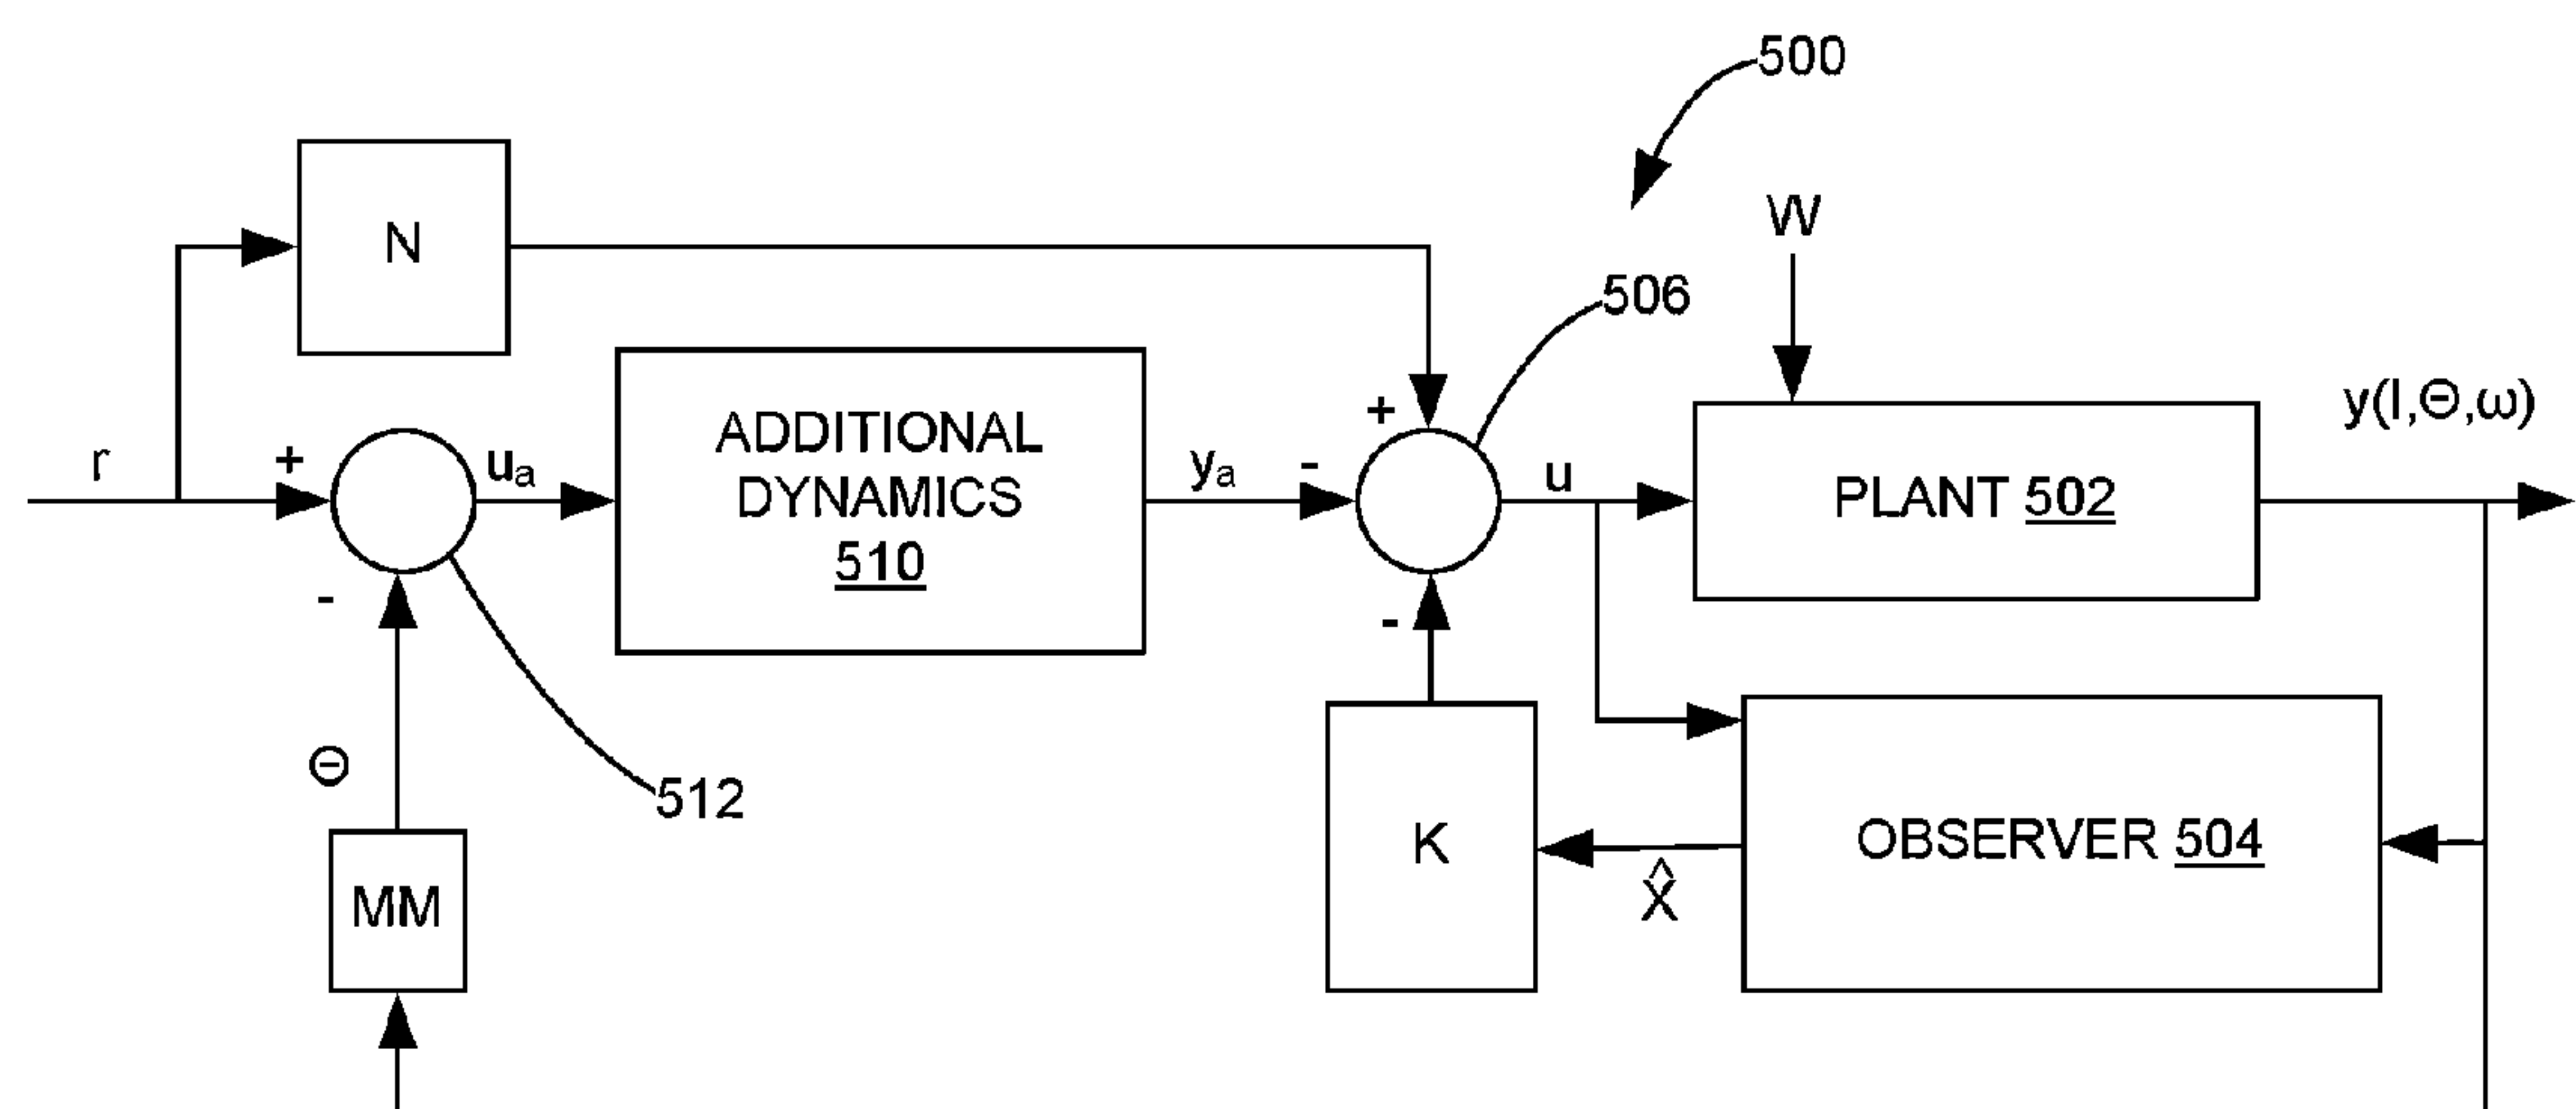 500
N
W
506
y(I,Θ,ω)
+
r
+
uₐ
ADDITIONAL
DYNAMICS
510
yₐ
-
u
PLANT 502
-
-
Θ
512
K
X̂
OBSERVER 504
MM